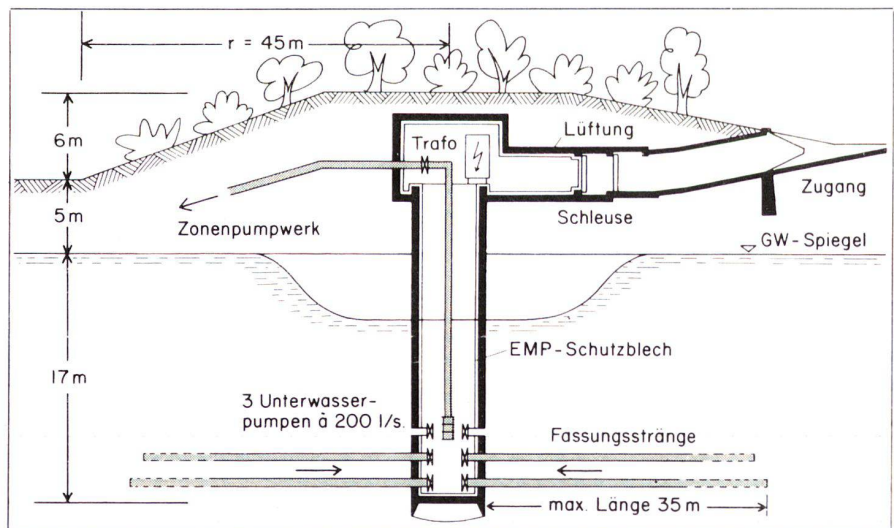 r = 45m
6m
Trafo
Lüftung
5m
Zonenpumpwerk
Schleuse
Zugang
GW-Spiegel
17m
EMP-Schutzblech
3 Unterwasser-
pumpen à 200 l/s.
Fassungsstränge
max. Länge 35m